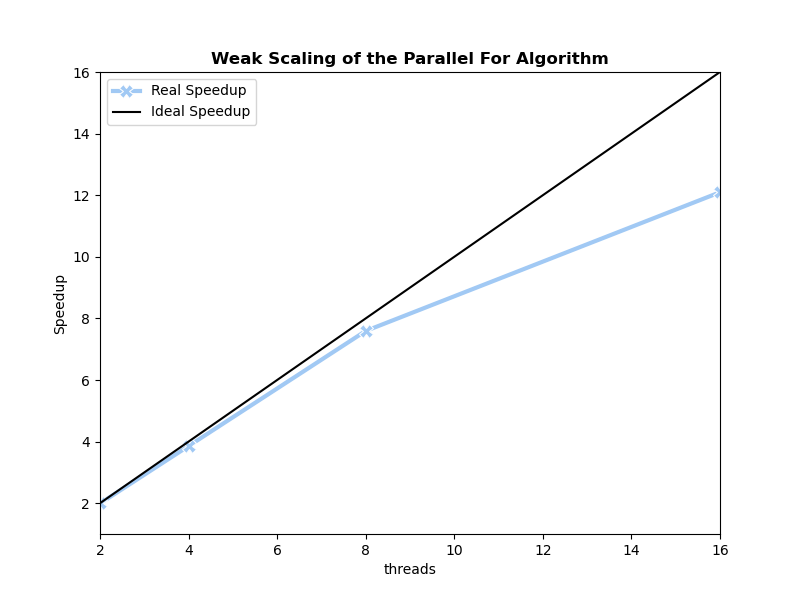 Weak Scaling of the Parallel For Algorithm
Real Speedup
Ideal Speedup
16
14
12
10
8
6
4
2
Speedup
2 4 6 8 10 12 14 16
threads